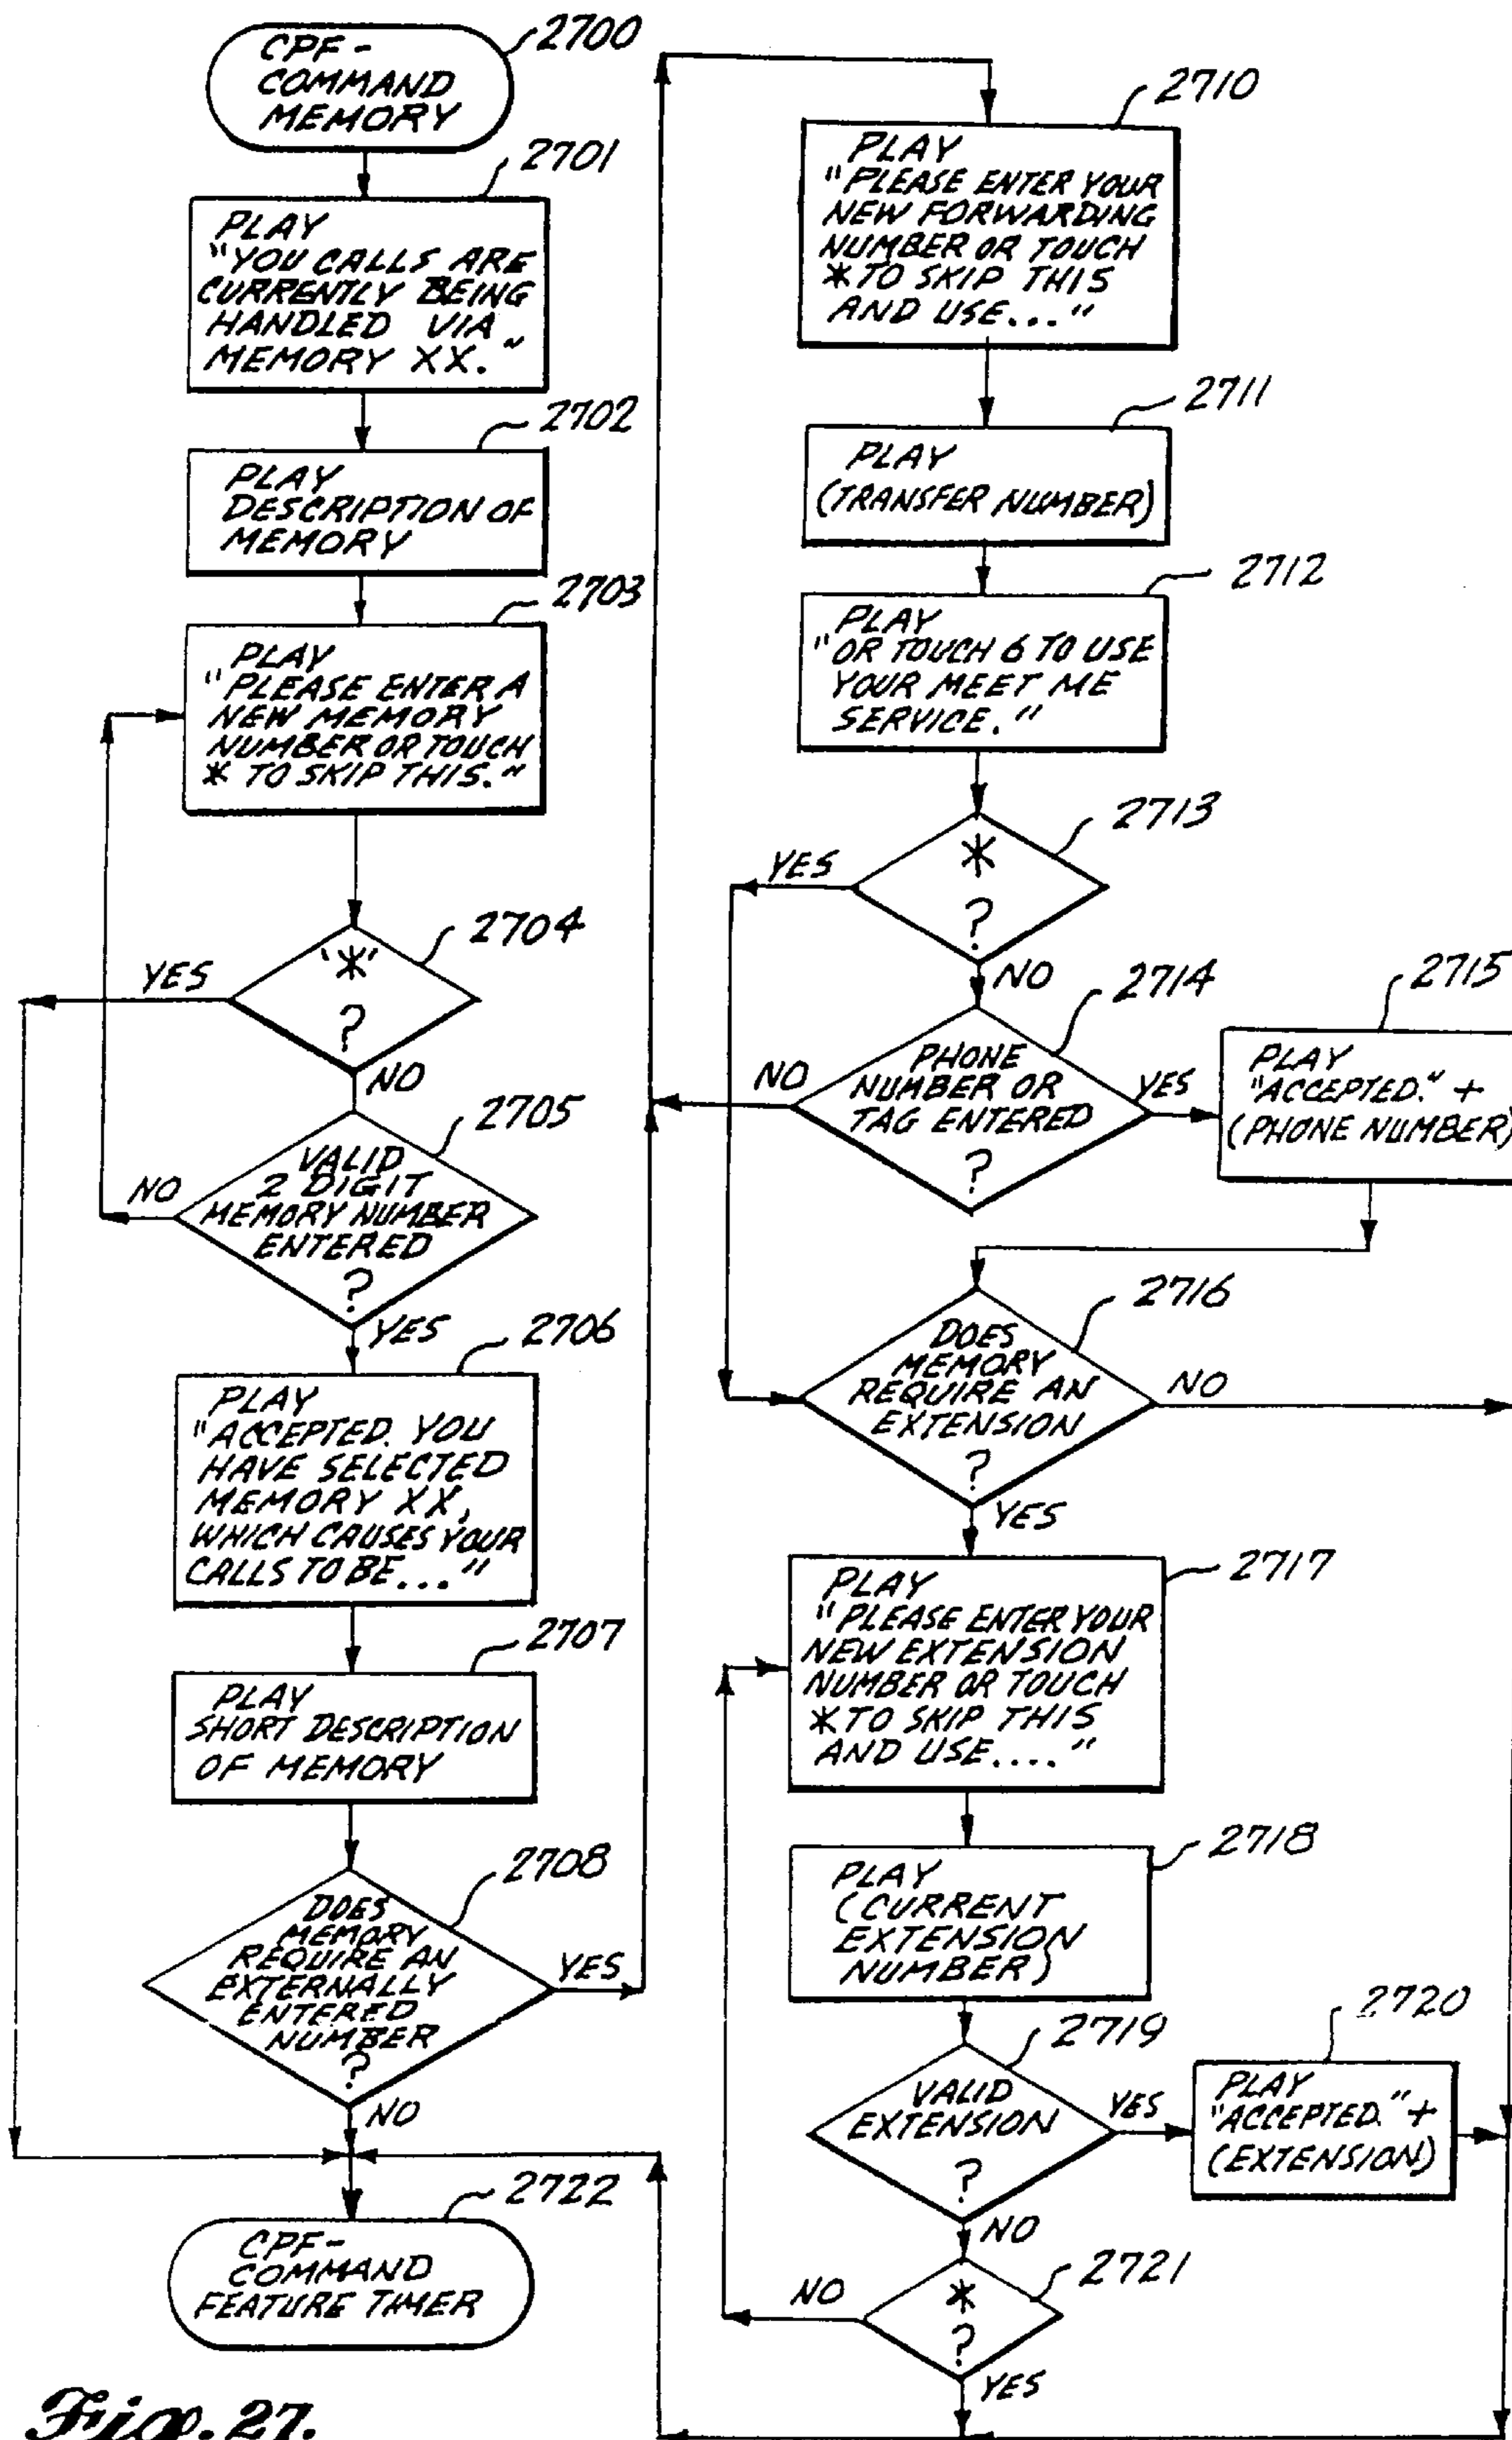 2700
CPF-
COMMAND
MEMORY
2701
PLAY
"YOU CALLS ARE
CURRENTLY BEING
HANDLED VIA
MEMORY XX."
2702
PLAY
DESCRIPTION OF
MEMORY
2703
PLAY
"PLEASE ENTER A
NEW MEMORY
NUMBER OR TOUCH
* TO SKIP THIS."
2704
'*'
?
YES
NO
2705
VALID
2 DIGIT
MEMORY NUMBER
ENTERED
?
NO
YES
2706
PLAY
"ACCEPTED. YOU
HAVE SELECTED
MEMORY XX,
WHICH CAUSES YOUR
CALLS TO BE..."
2707
PLAY
SHORT DESCRIPTION
OF MEMORY
2708
DOES
MEMORY
REQUIRE AN
EXTERNALLY
ENTERED
NUMBER
?
YES
NO
2722
CPF-
COMMAND
FEATURE TIMER
2710
PLAY
"PLEASE ENTER YOUR
NEW FORWARDING
NUMBER OR TOUCH
* TO SKIP THIS
AND USE..."
2711
PLAY
(TRANSFER NUMBER)
2712
PLAY
"OR TOUCH 6 TO USE
YOUR MEET ME
SERVICE."
2713
*
?
YES
NO
2714
PHONE
NUMBER OR
TAG ENTERED
?
NO
YES
2715
PLAY
"ACCEPTED." +
(PHONE NUMBER)
2716
DOES
MEMORY
REQUIRE AN
EXTENSION
?
NO
YES
2717
PLAY
"PLEASE ENTER YOUR
NEW EXTENSION
NUMBER OR TOUCH
* TO SKIP THIS
AND USE...."
2718
PLAY
(CURRENT
EXTENSION
NUMBER)
2719
VALID
EXTENSION
?
YES
NO
2720
PLAY
"ACCEPTED." +
(EXTENSION)
2721
*
?
NO
YES
Fig. 27.